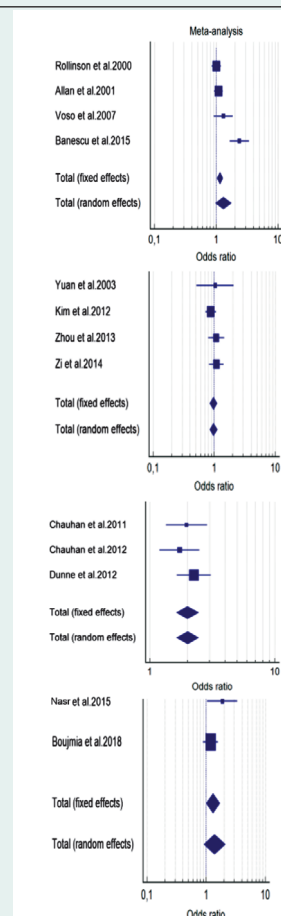 Meta-analysis
Rollinson et al.2000
Allan et al.2001
Voso et al.2007
Banescu et al.2015
Total (fixed effects)
Total (random effects)
0,1 1 10
Odds ratio
Yuan et al.2003
Kim et al.2012
Zhou et al.2013
Zi et al.2014
Total (fixed effects)
Total (random effects)
0,1 1 10
Odds ratio
Chauhan et al.2011
Chauhan et al.2012
Dunne et al.2012
Total (fixed effects)
Total (random effects)
1 10
Odds ratio
Nasr et al.2015
Boujmia et al.2018
Total (fixed effects)
Total (random effects)
0,1 1 10
Odds ratio